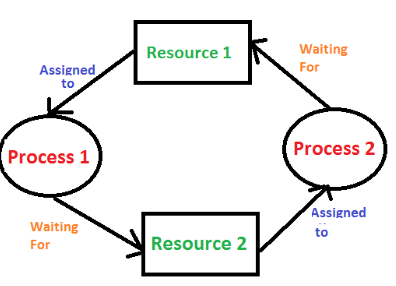 Resource 1
Waiting
For
Assigned
to
Process 1
Process 2
Waiting
For
Resource 2
Assigned
to